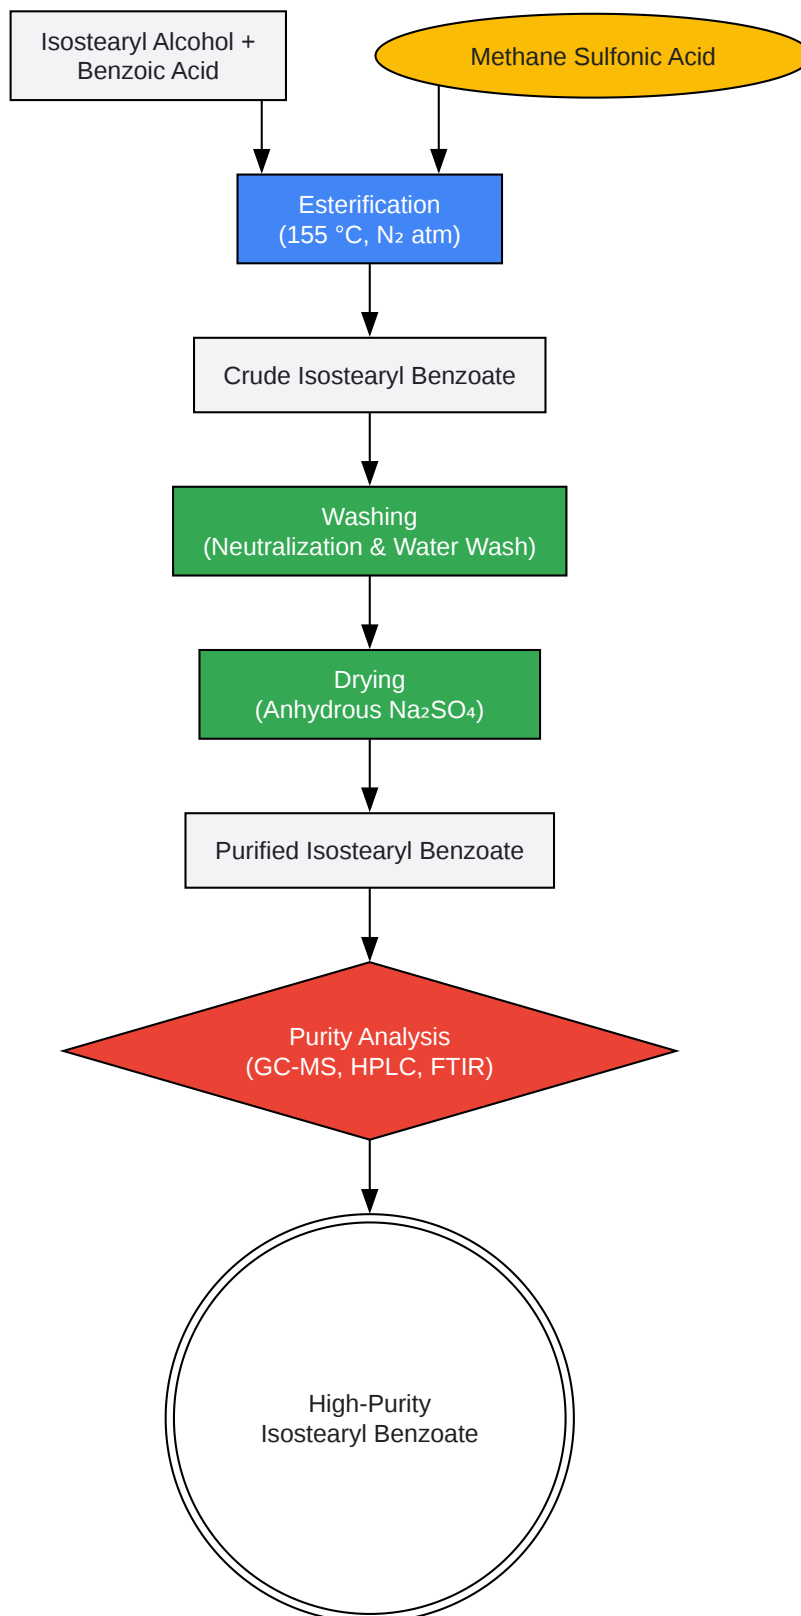 Isostearyl Alcohol +
Benzoic Acid
Methane Sulfonic Acid
Esterification
(155 °C, N₂ atm)
Crude Isostearyl Benzoate
Washing
(Neutralization & Water Wash)
Drying
(Anhydrous Na₂SO₄)
Purified Isostearyl Benzoate
Purity Analysis
(GC-MS, HPLC, FTIR)
High-Purity
Isostearyl Benzoate